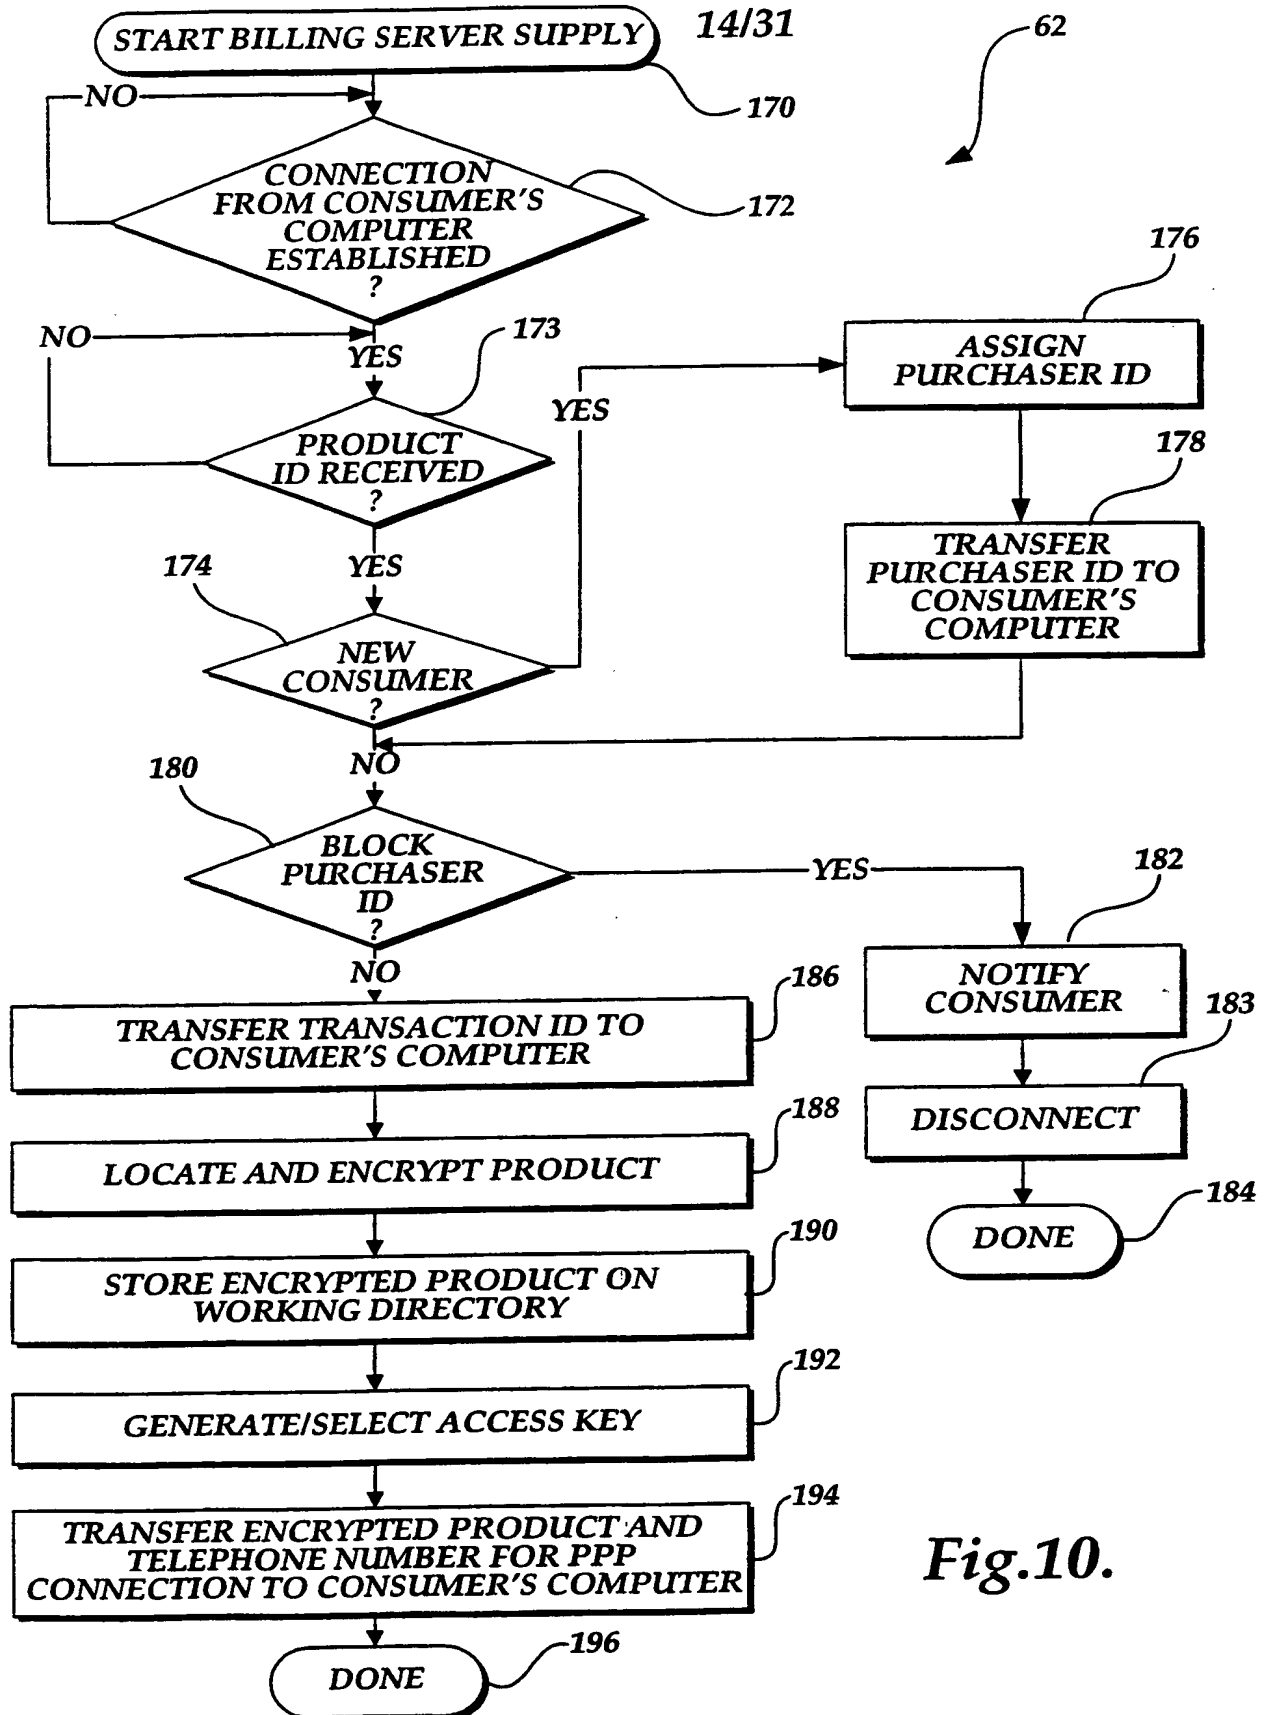 START BILLING SERVER SUPPLY
14/31
62
NO
170
CONNECTION
FROM CONSUMER'S
COMPUTER
ESTABLISHED
?
172
176
NO
YES
173
ASSIGN
PURCHASER ID
YES
PRODUCT
ID RECEIVED
?
178
174
YES
TRANSFER
PURCHASER ID TO
CONSUMER'S
COMPUTER
NEW
CONSUMER
?
NO
180
BLOCK
PURCHASER
ID
?
YES
182
NO
NOTIFY
CONSUMER
186
TRANSFER TRANSACTION ID TO
CONSUMER'S COMPUTER
183
DISCONNECT
188
LOCATE AND ENCRYPT PRODUCT
184
DONE
190
STORE ENCRYPTED PRODUCT ON
WORKING DIRECTORY
192
GENERATE/SELECT ACCESS KEY
194
TRANSFER ENCRYPTED PRODUCT AND
TELEPHONE NUMBER FOR PPP
CONNECTION TO CONSUMER'S COMPUTER
Fig.10.
196
DONE